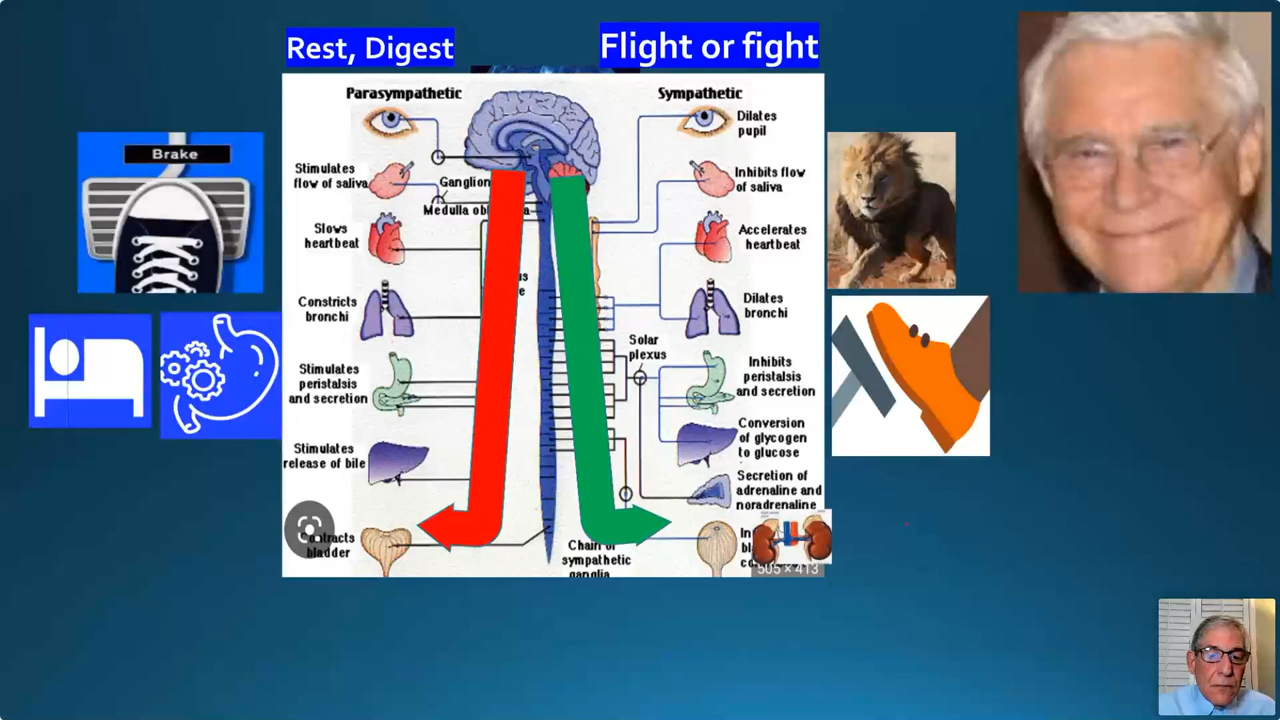 Rest, Digest
Flight or fight
Parasympathetic
Sympathetic
Brake
Stimulates
flow of saliva
Ganglion
Medulla
Slows
heartbeat
Constricts
bronchi
Stimulates
peristalsis
and secretion
Stimulates
release of bile
bladder
Dilates
pupil
Inhibits flow
of saliva
Accelerates
heartbeat
Dilates
bronchi
Solar
plexus
Inhibits
peristalsis
and secretion
Conversion
of glycogen
to glucose
Secretion of
adrenaline and
noradrenaline
Chain of
sympathetic
ganglia
505 × 413